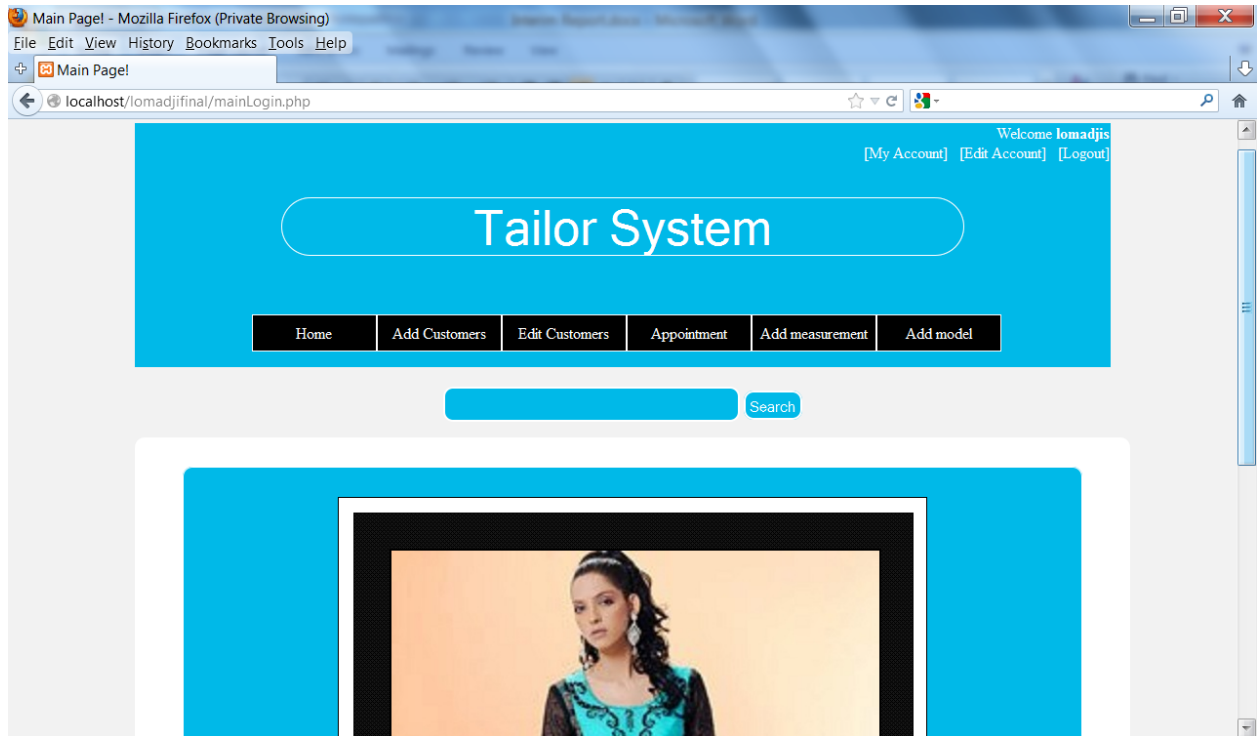 Main Page! - Mozilla Firefox (Private Browsing)
File Edit View History Bookmarks Tools Help
Main Page!
localhost/lomadjifinal/mainLogin.php
Welcome lomadjis
[My Account] [Edit Account] [Logout]
Tailor System
Home Add Customers Edit Customers Appointment Add measurement Add model
Search